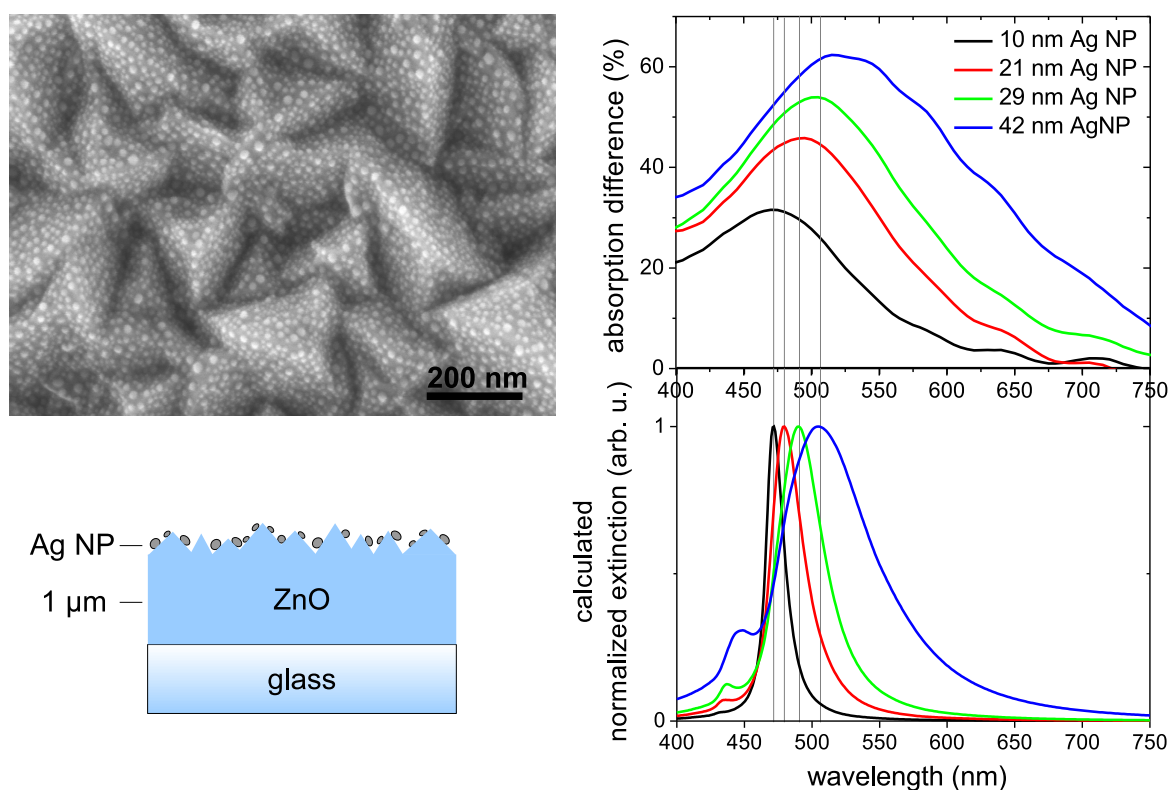 200 nm
Ag NP
1 µm
ZnO
glass
absorption difference (%)
60
40
20
0
10 nm Ag NP
21 nm Ag NP
29 nm Ag NP
42 nm AgNP
400 450 500 550 600 650 700 750
calculated
normalized extinction (arb. u.)
1
0
400 450 500 550 600 650 700 750
wavelength (nm)